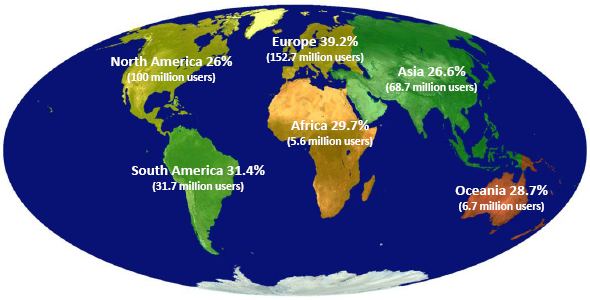 Europe 39.2%
(152.7 million users)
North America 26%
(100 million users)
Asia 26.6%
(68.7 million users)
Africa 29.7%
(5.6 million users)
South America 31.4%
(31.7 million users)
Oceania 28.7%
(6.7 million users)